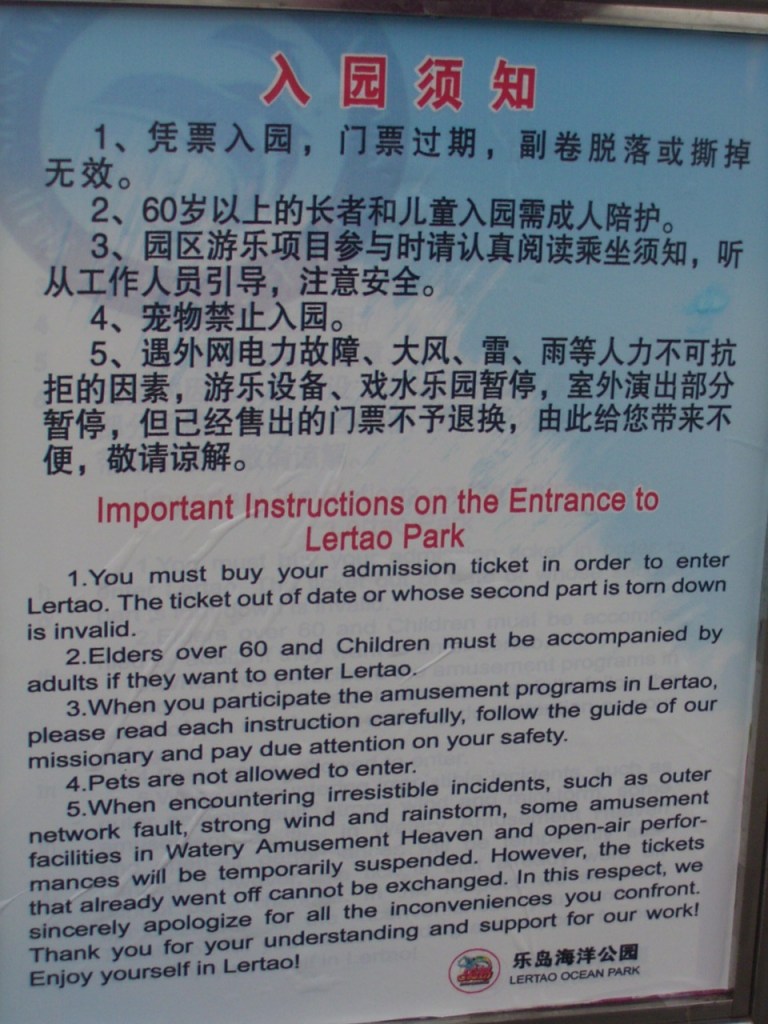 入园须知
1、凭票入园，门票过期，副卷脱落或撕掉
无效。
2、60岁以上的长者和儿童入园需成人陪护。
3、园区游乐项目参与时请认真阅读乘坐须知，听
从工作人员引导，注意安全。
4、宠物禁止入园。
5、遇外网电力故障、大风、雷、雨等人力不可抗
拒的因素，游乐设备、戏水乐园暂停，室外演出部分
暂停，但已经售出的门票不予退换，由此给您带来不
便，敬请谅解。
Important Instructions on the Entrance to
Lertao Park
1.You must buy your admission ticket in order to enter
Lertao. The ticket out of date or whose second part is torn down
is invalid.
2.Elders over 60 and Children must be accompanied by
adults if they want to enter Lertao.
3.When you participate the amusement programs in Lertao,
please read each instruction carefully, follow the guide of our
missionary and pay due attention on your safety.
4.Pets are not allowed to enter.
5.When encountering irresistible incidents, such as outer
network fault, strong wind and rainstorm, some amusement
facilities in Watery Amusement Heaven and open-air perfor-
mances will be temporarily suspended. However, the tickets
that already went off cannot be exchanged. In this respect, we
sincerely apologize for all the inconveniences you confront.
Thank you for your understanding and support for our work!
Enjoy yourself in Lertao!
乐岛海洋公园
LERTAO OCEAN PARK